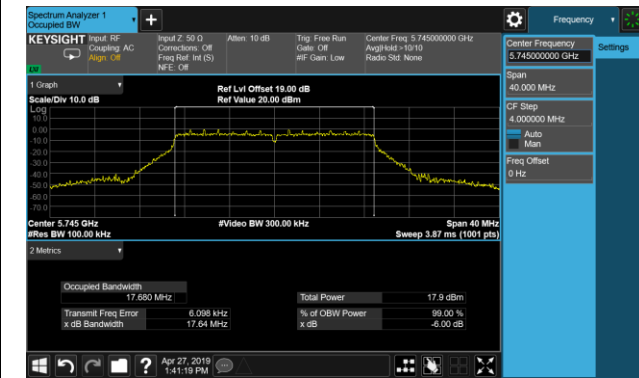 Spectrum Analyzer 1
Occupied BW
Frequency
KEYSIGHT
Input: RF
Coupling: AC
Align: Off
Input Z: 50 Ω
Corrections: Off
Freq Ref: Int (S)
NFE: Off
Atten: 10 dB
Trig: Free Run
Gate: Off
#IF Gain: Low
Center Freq: 5.745000000 GHz
Avg|Hold:>10/10
Radio Std: None
Center Frequency
5.745000000 GHz
Settings
Span
40.000 MHz
CF Step
4.000000 MHz
Auto
Man
Freq Offset
0 Hz
1 Graph
Scale/Div 10.0 dB
Ref Lvl Offset 19.00 dB
Ref Value 20.00 dBm
Log
10.0
0.00
-10.0
-20.0
-30.0
-40.0
-50.0
-60.0
-70.0
Center 5.745 GHz
#Video BW 300.00 kHz
Span 40 MHz
#Res BW 100.00 kHz
Sweep 3.87 ms (1001 pts)
2 Metrics
Occupied Bandwidth
17.680 MHz
Total Power
17.9 dBm
Transmit Freq Error
6.098 kHz
% of OBW Power
99.00 %
x dB Bandwidth
17.64 MHz
x dB
-6.00 dB
?
Apr 27, 2019
1:41:19 PM